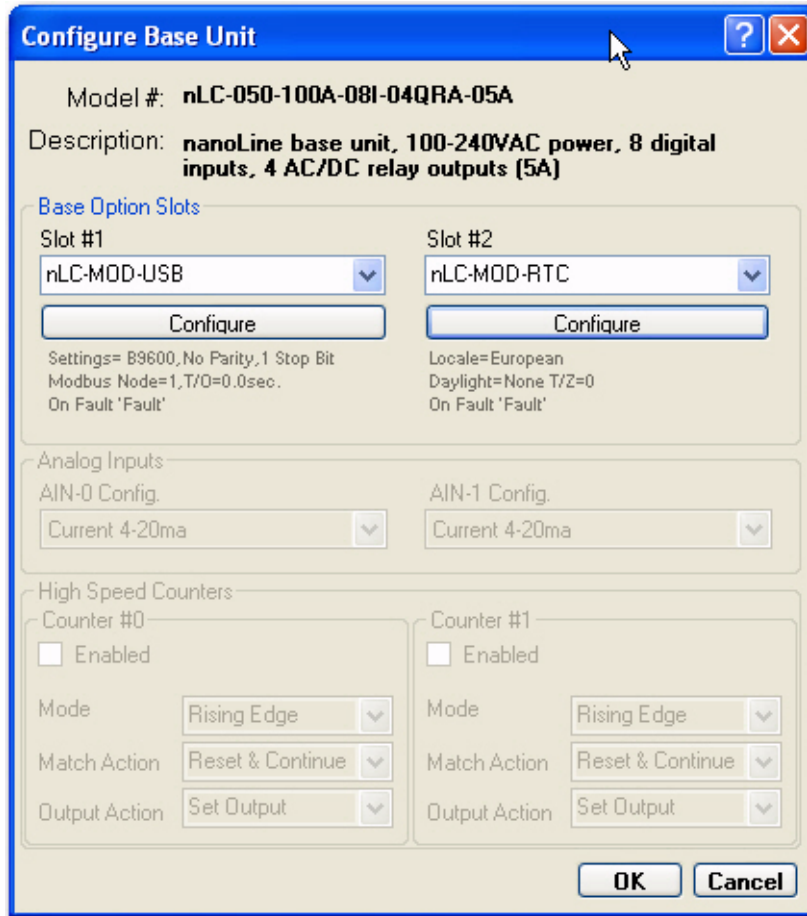 Configure Base Unit
Model #: nLC-050-100A-08I-04QRA-05A
Description: nanoLine base unit, 100-240VAC power, 8 digital
inputs, 4 AC/DC relay outputs (5A)
Base Option Slots
Slot #1
nLC-MOD-USB
Configure
Settings= B9600,No Parity,1 Stop Bit
Modbus Node=1,T/O=0.0sec.
On Fault 'Fault'
Slot #2
nLC-MOD-RTC
Configure
Locale=European
Daylight=None T/Z=0
On Fault 'Fault'
Analog Inputs
AIN-0 Config.
Current 4-20ma
AIN-1 Config.
Current 4-20ma
High Speed Counters
Counter #0
Enabled
Mode Rising Edge
Match Action Reset & Continue
Output Action Set Output
Counter #1
Enabled
Mode Rising Edge
Match Action Reset & Continue
Output Action Set Output
OK Cancel